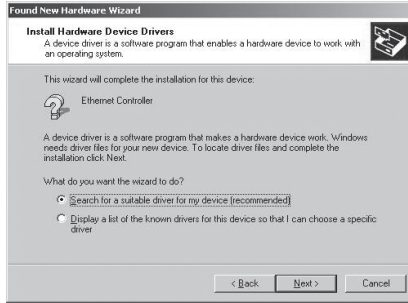 Found New Hardware Wizard
Install Hardware Device Drivers
A device driver is a software program that enables a hardware device to work with
an operating system.
This wizard will complete the installation for this device:
Ethernet Controller
A device driver is a software program that makes a hardware device work. Windows
needs driver files for your new device. To locate driver files and complete the
installation click Next.
What do you want the wizard to do?
Search for a suitable driver for my device (recommended)
Display a list of the known drivers for this device so that I can choose a specific
driver
< Back Next > Cancel